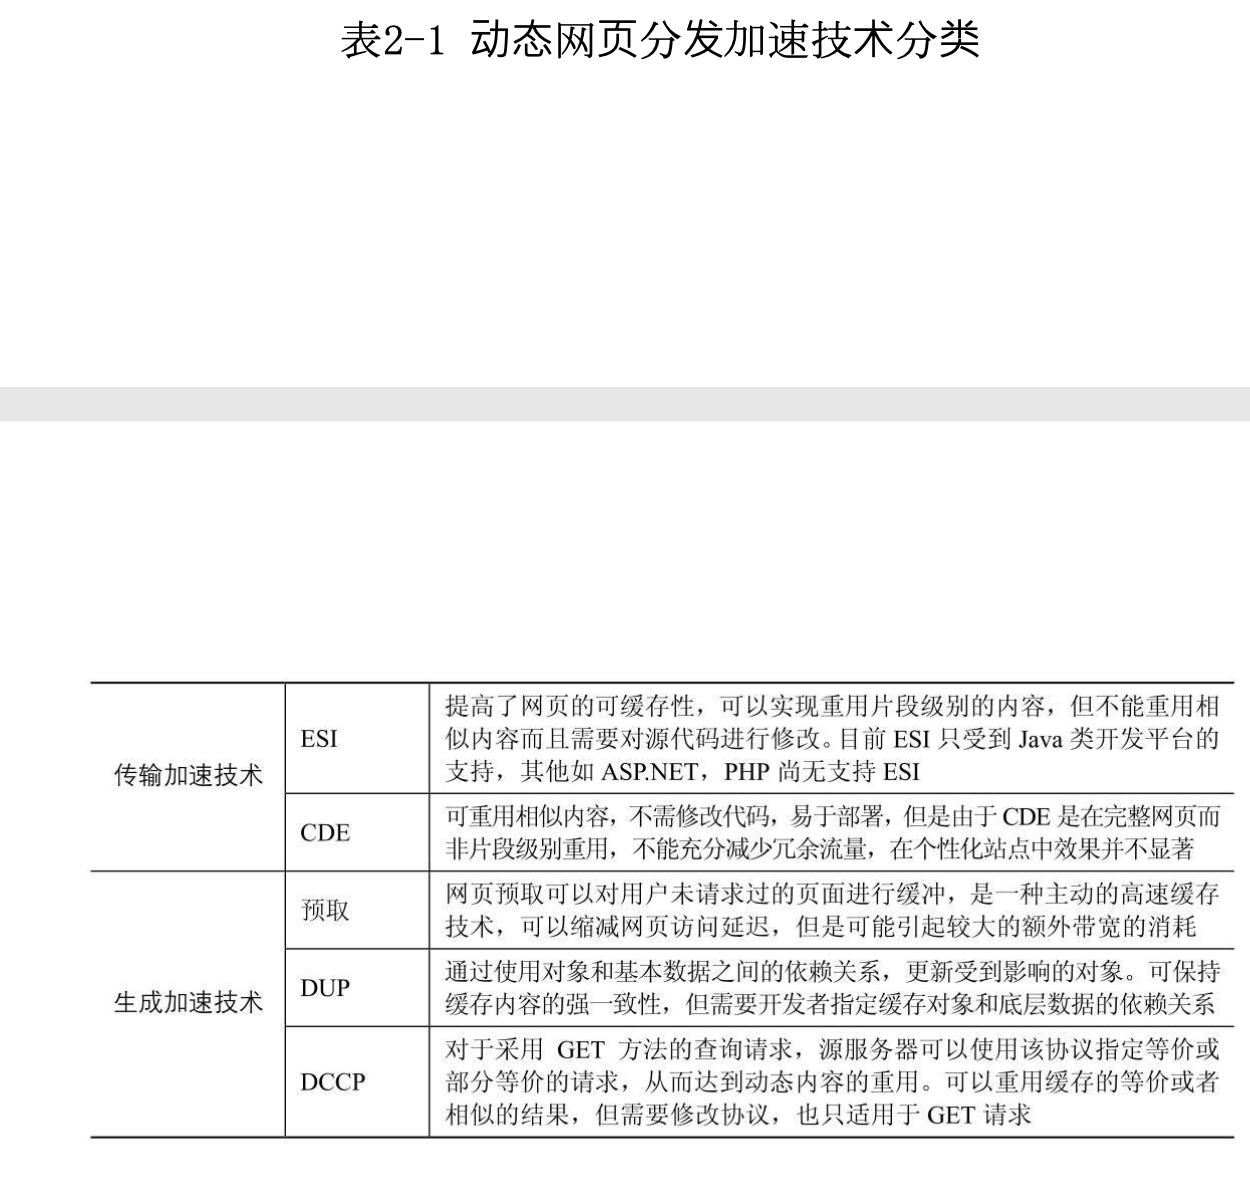 表2-1 动态网页分发加速技术分类
传输加速技术
ESI
提高了网页的可缓存性，可以实现重用片段级别的内容，但不能重用相
似内容而且需要对源代码进行修改。目前 ESI 只受到 Java 类开发平台的
支持，其他如 ASP.NET，PHP 尚无支持 ESI
CDE
可重用相似内容，不需修改代码，易于部署，但是由于 CDE 是在完整网页而
非片段级别重用，不能充分减少冗余流量，在个性化站点中效果并不显著
生成加速技术
预取
网页预取可以对用户未请求过的页面进行缓冲，是一种主动的高速缓存
技术，可以缩减网页访问延迟，但是可能引起较大的额外带宽的消耗
DUP
通过使用对象和基本数据之间的依赖关系，更新受到影响的对象。可保持
缓存内容的强一致性，但需要开发者指定缓存对象和底层数据的依赖关系
DCCP
对于采用 GET 方法的查询请求，源服务器可以使用该协议指定等价或
部分等价的请求，从而达到动态内容的重用。可以重用缓存的等价或者
相似的结果，但需要修改协议，也只适用于 GET 请求